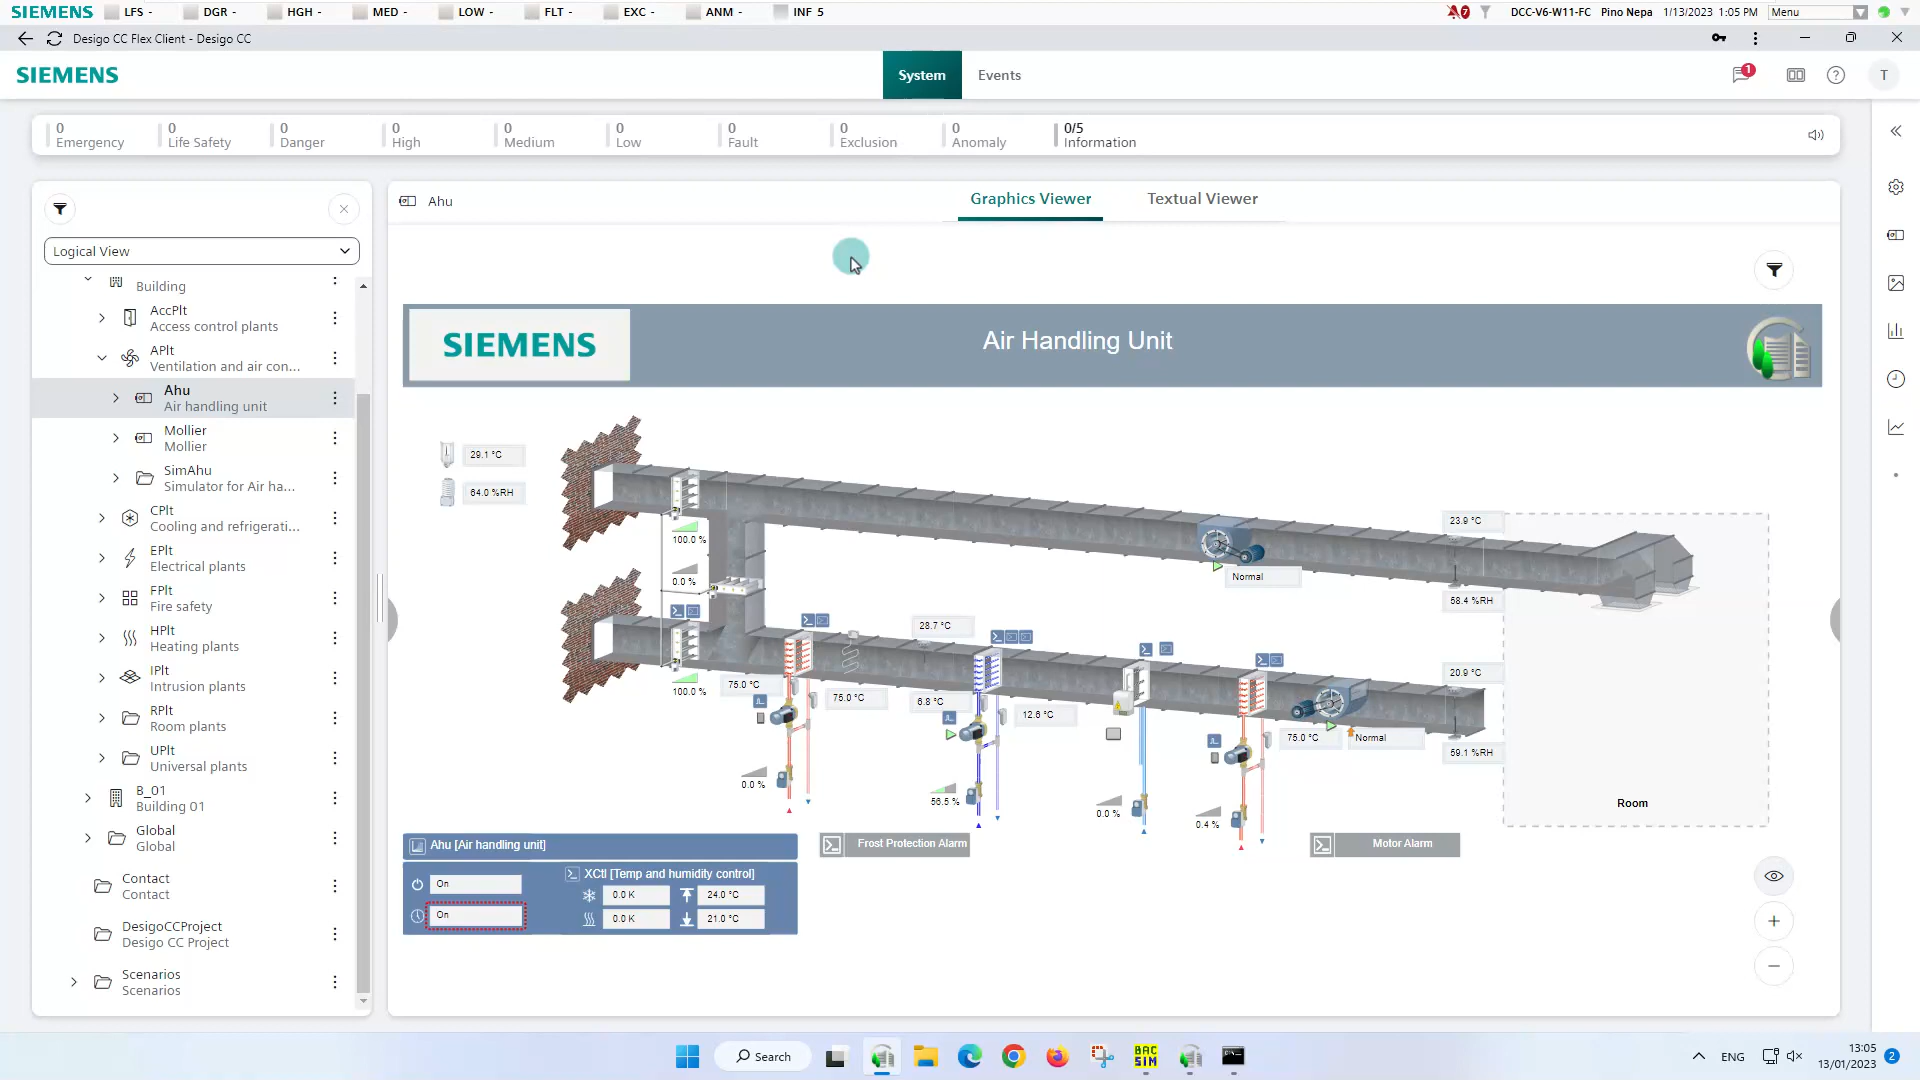 SIEMENS LFS - DGR - HGH - MED - LOW - FLT - EXC - ANM - INF 5 7 DCC-V6-W11-FC Pino Nepa 1/13/2023 1:05 PM Menu
Desigo CC Flex Client - Desigo CC
SIEMENS System Events 1 T
0 Emergency
0 Life Safety
0 Danger
0 High
0 Medium
0 Low
0 Fault
0 Exclusion
0 Anomaly
0/5 Information
Logical View
Building
AccPlt
Access control plants
APlt
Ventilation and air con...
Ahu
Air handling unit
Mollier
Mollier
SimAhu
Simulator for Air ha...
CPlt
Cooling and refrigerati...
EPlt
Electrical plants
FPlt
Fire safety
HPlt
Heating plants
IPlt
Intrusion plants
RPlt
Room plants
UPlt
Universal plants
B_01
Building 01
Global
Global
Contact
Contact
DesigoCCProject
Desigo CC Project
Scenarios
Scenarios
Ahu
Graphics Viewer Textual Viewer
SIEMENS
Air Handling Unit
29.1 °C
64.0 %RH
100.0 %
0.0 %
23.9 °C
Normal
58.4 %RH
28.7 °C
20.9 °C
100.0 %
75.0 °C
75.0 °C
6.8 °C
12.6 °C
75.0 °C
Normal
59.1 %RH
0.0 %
56.5 %
0.0 %
0.4 %
Room
Ahu [Air handling unit]
Frost Protection Alarm
Motor Alarm
On
XCtl [Temp and humidity control]
0.0 K 24.0 °C
On
0.0 K 21.0 °C
Search
BAC
SIM
ENG
13:05
13/01/2023
2